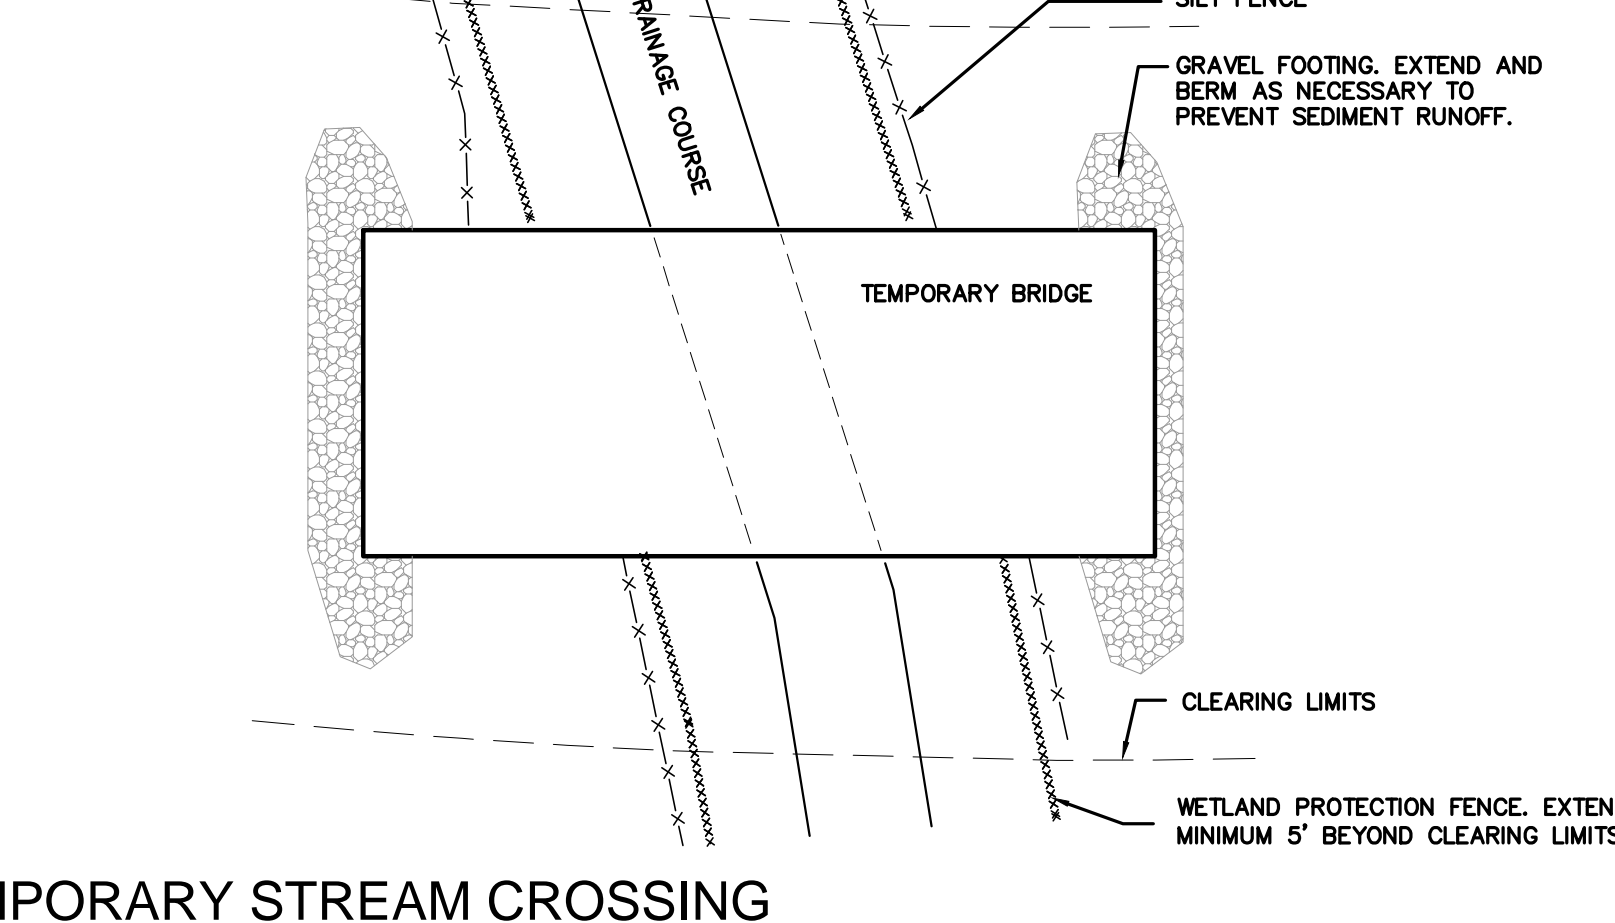 SILT FENCE
GRAVEL FOOTING. EXTEND AND
BERM AS NECESSARY TO
PREVENT SEDIMENT RUNOFF.
RAINAGE COURSE
TEMPORARY BRIDGE
CLEARING LIMITS
WETLAND PROTECTION FENCE. EXTEN
MINIMUM 5' BEYOND CLEARING LIMITS
MPORARY STREAM CROSSING